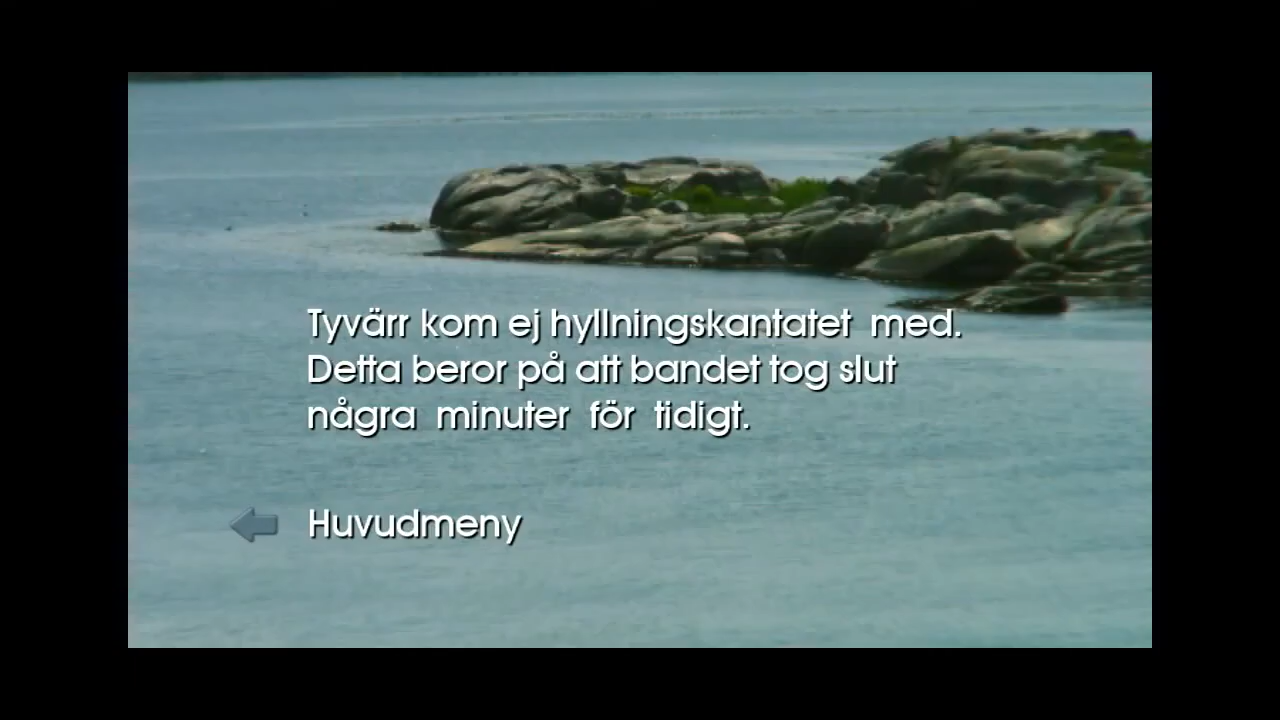 Tyvärr kom ej hyllningskantatet med.
Detta beror på att bandet tog slut
några minuter för tidigt.
Huvudmeny